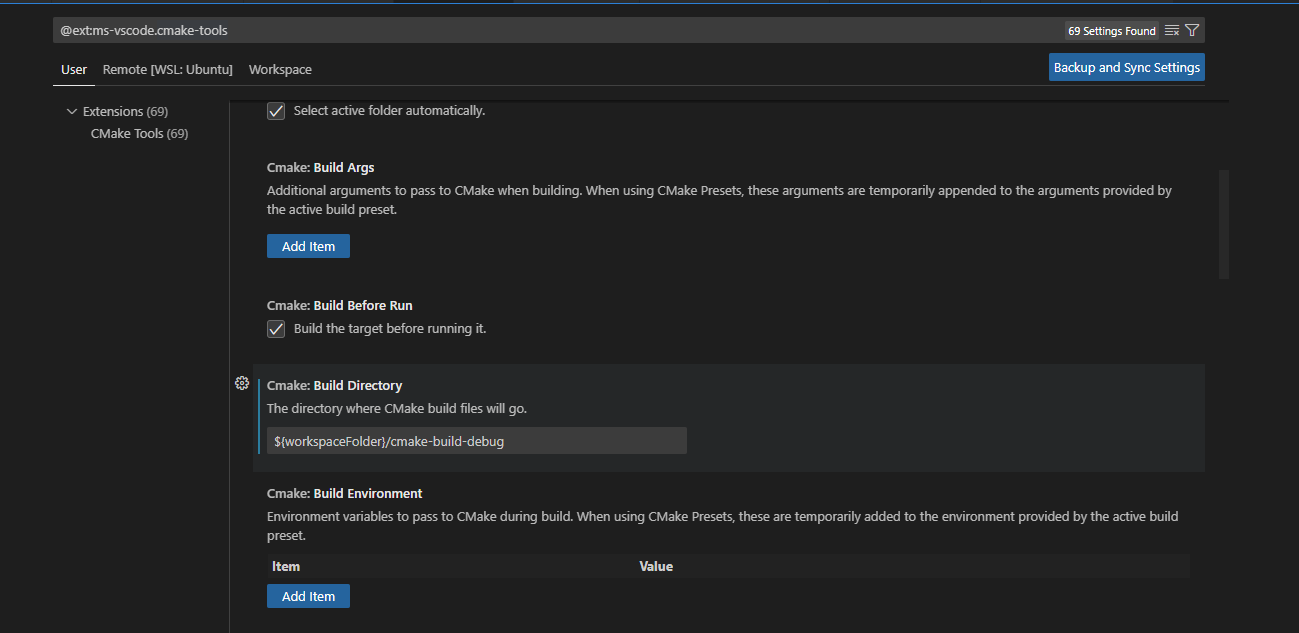 @ext:ms-vscode.cmake-tools
69 Settings Found
User Remote [WSL: Ubuntu] Workspace
Backup and Sync Settings
Extensions (69)
CMake Tools (69)
Select active folder automatically.
Cmake: Build Args
Additional arguments to pass to CMake when building. When using CMake Presets, these arguments are temporarily appended to the arguments provided by
the active build preset.
Add Item
Cmake: Build Before Run
Build the target before running it.
Cmake: Build Directory
The directory where CMake build files will go.
${workspaceFolder}/cmake-build-debug
Cmake: Build Environment
Environment variables to pass to CMake during build. When using CMake Presets, these are temporarily added to the environment provided by the active build
preset.
Item Value
Add Item